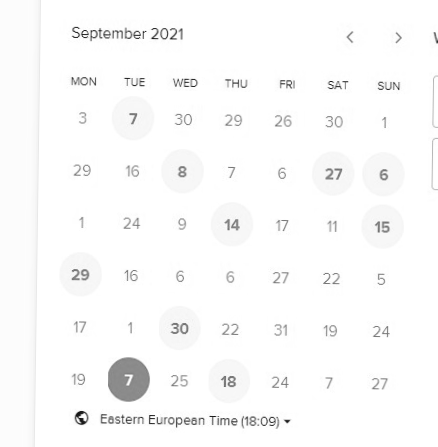 September 2021
MON TUE WED THU FRI SAT SUN
3 7 30 29 26 30 1
29 16 8 7 6 27 6
1 24 9 14 17 11 15
29 16 6 6 27 22 5
17 1 30 22 31 19 24
19 7 25 18 24 7 27
Eastern European Time (18:09)